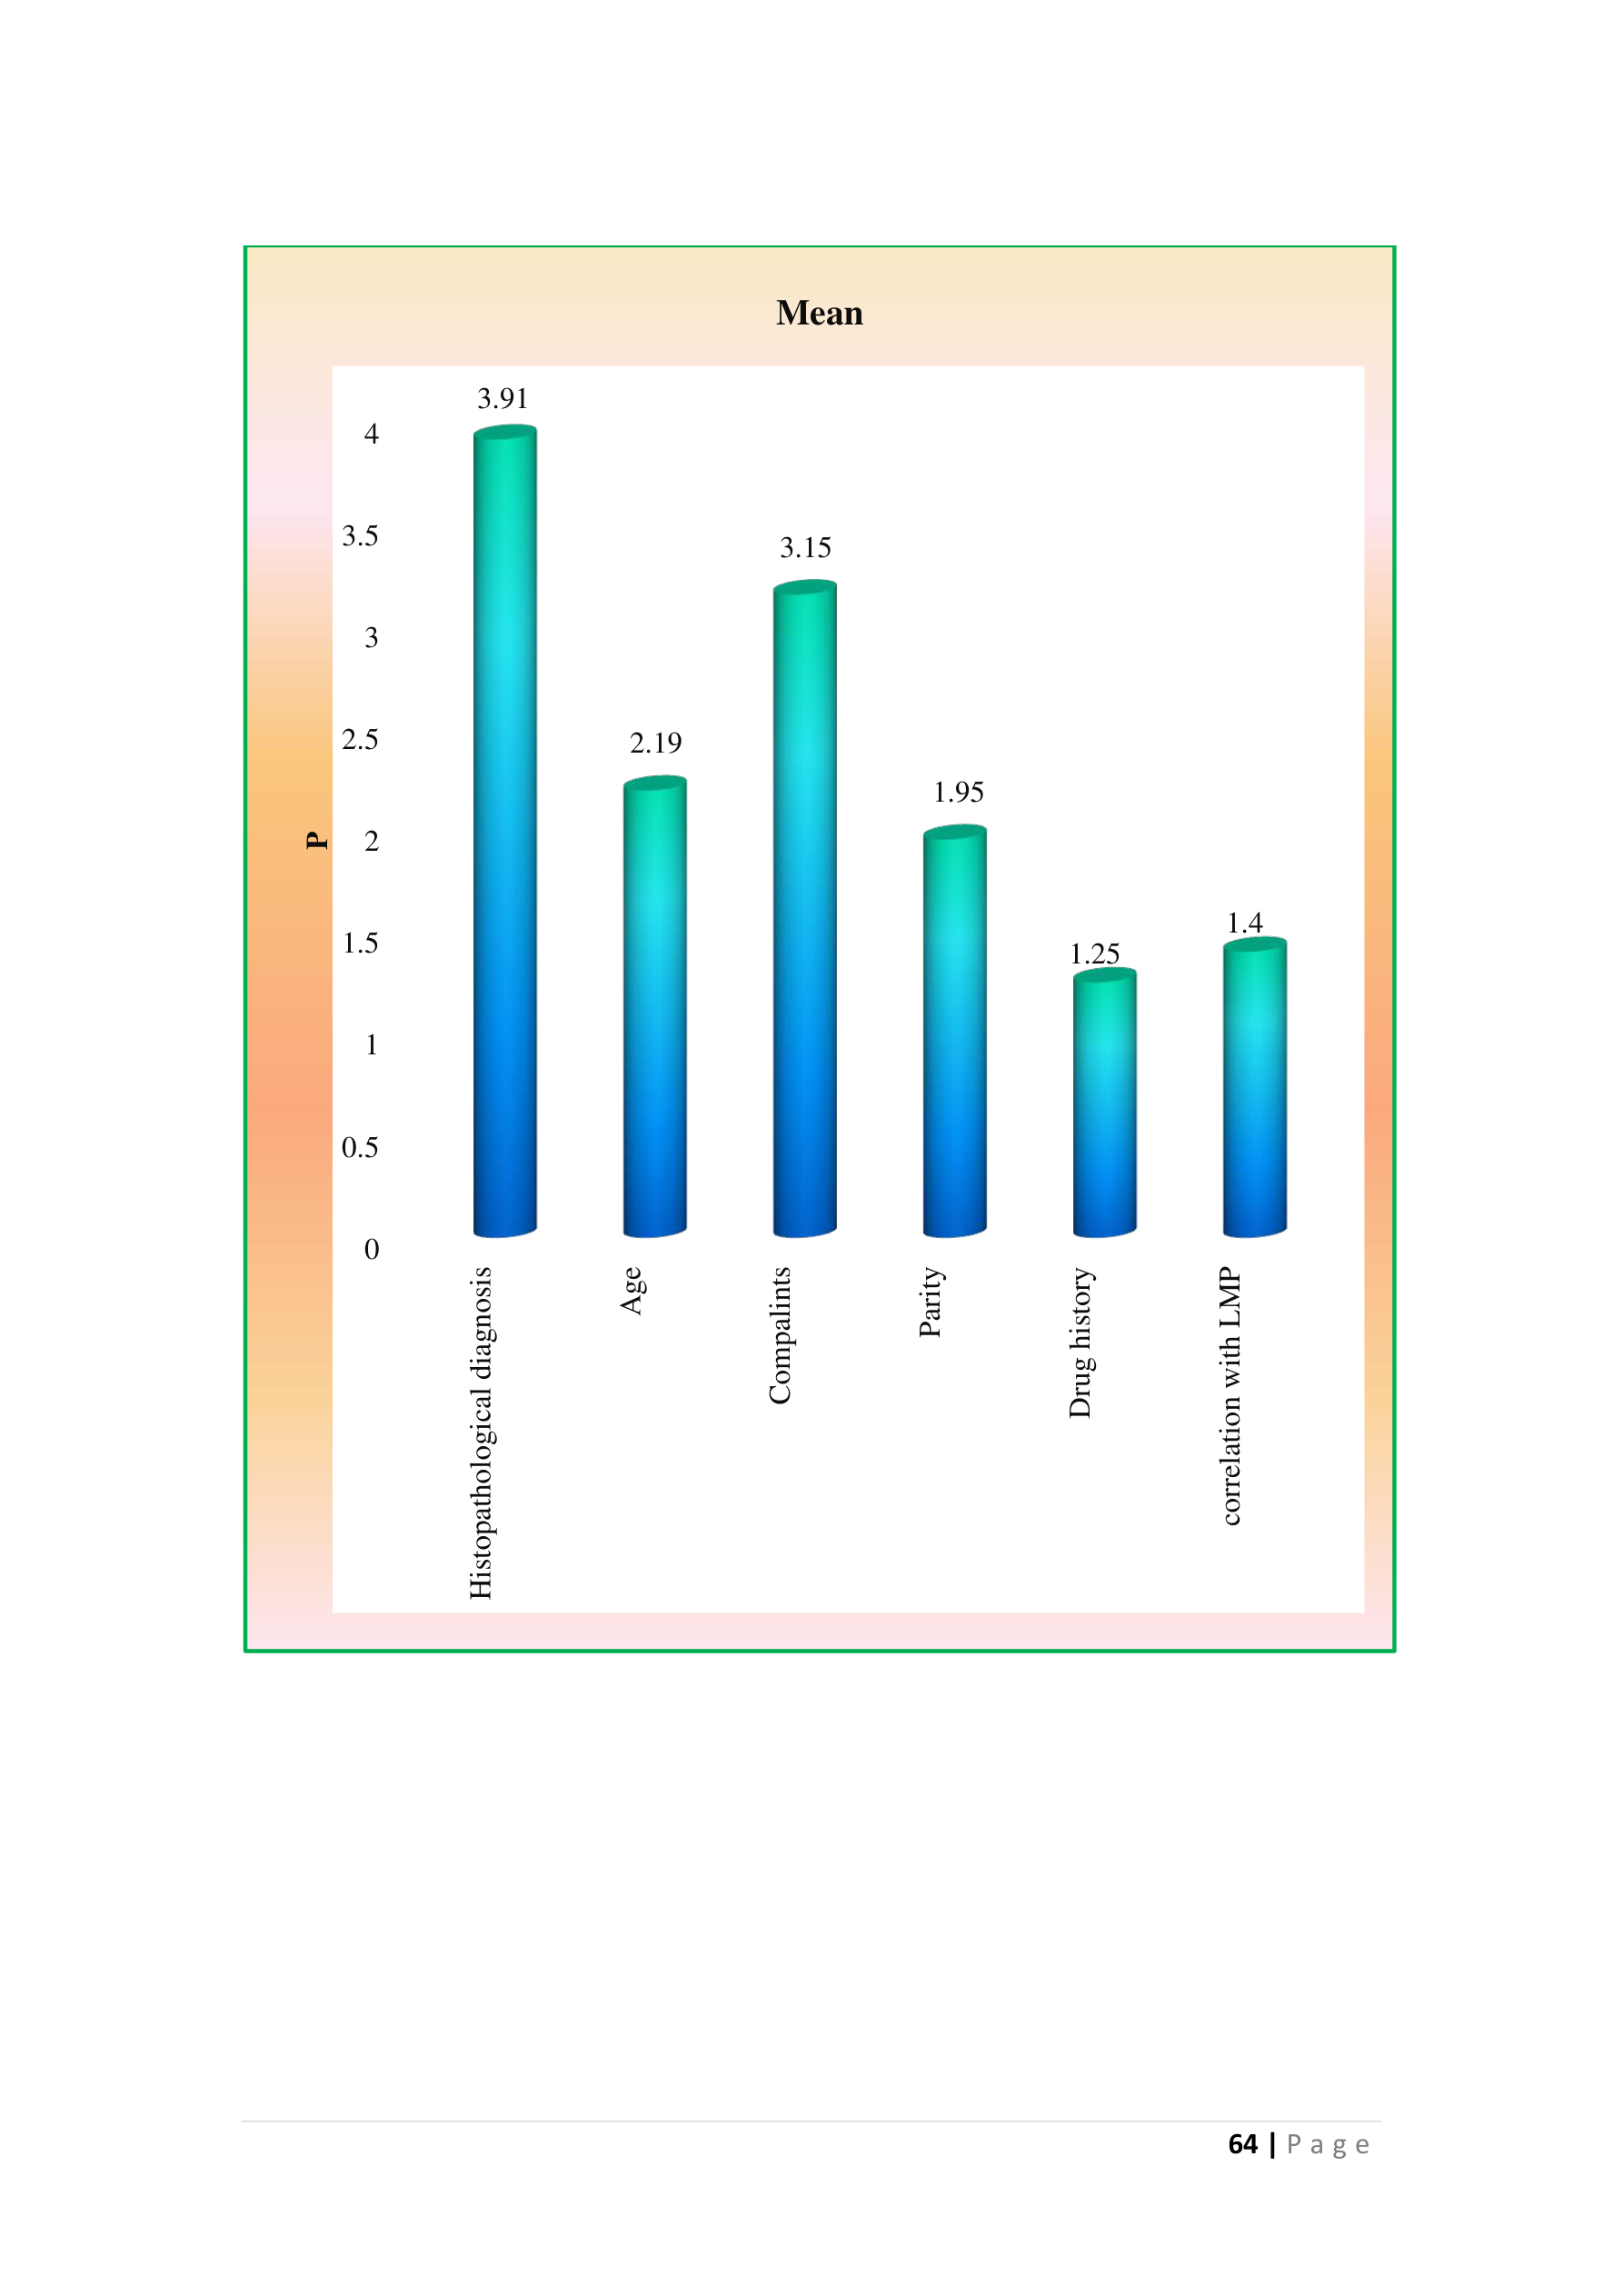 Mean
3.91
4
3.5
3.15
3
2.5
2.19
1.95
P
2
1.5
1.4
1.25
1
0.5
0
Histopathological diagnosis
Age
Compalints
Parity
Drug history
correlation with LMP
64 | Page